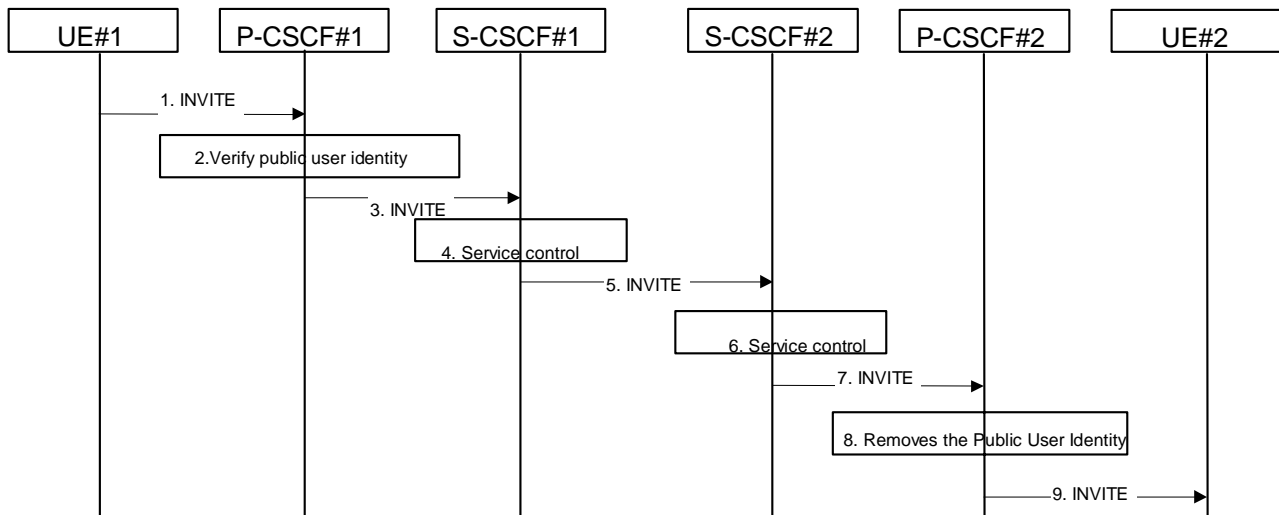 UE#1
P-CSCF#1
S-CSCF#1
S-CSCF#2
P-CSCF#2
UE#2
1. INVITE
2.Verify public user identity
3. INVITE
4. Service control
5. INVITE
6. Service control
7. INVITE
8. Removes the Public User Identity
9. INVITE